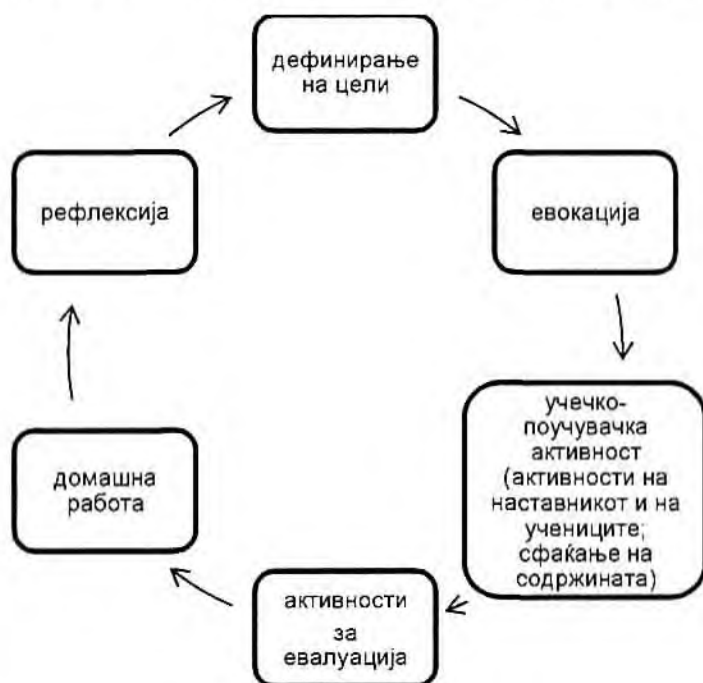 дефинирање
на цели
евокација
учечко-
поучувачка
активност
(активности на
наставникот и на
учениците;
сфаќање на
содржината)
активности
за
евалуација
домашна
работа
рефлексија